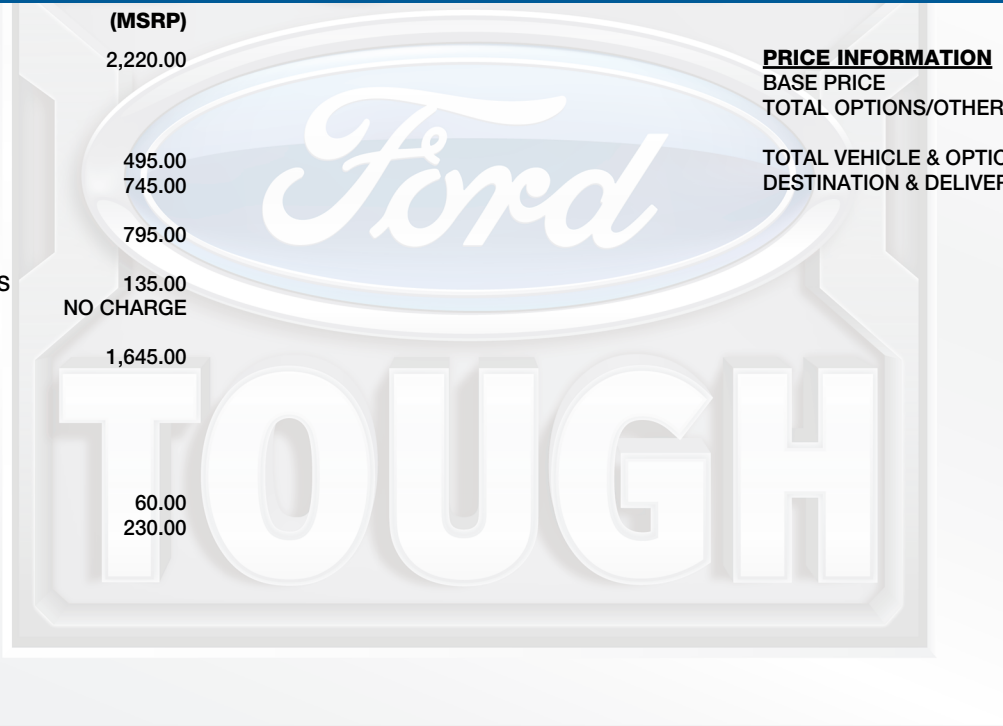 (MSRP)
2,220.00
495.00
745.00
795.00
S 135.00
NO CHARGE
1,645.00
60.00
230.00
PRICE INFORMATION
BASE PRICE
TOTAL OPTIONS/OTHER
TOTAL VEHICLE & OPTIO
DESTINATION & DELIVER
Ford
TOUGH